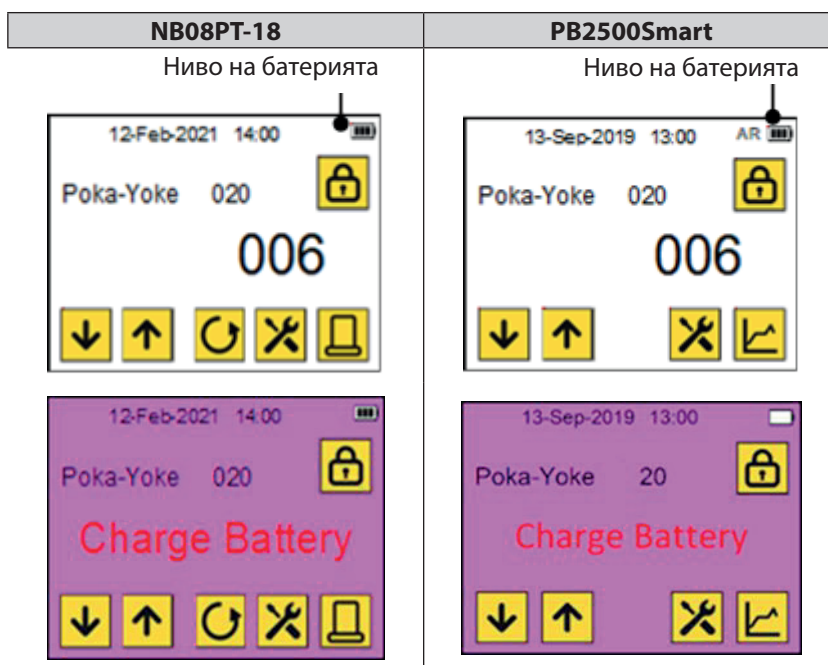 NB08PT-18
PB2500Smart
Ниво на батерията
Ниво на батерията
12-Feb-2021 14:00
Poka-Yoke 020
006
13-Sep-2019 13:00 AR
Poka-Yoke 020
006
12-Feb-2021 14:00
Poka-Yoke 020
Charge Battery
13-Sep-2019 13:00
Poka-Yoke 20
Charge Battery